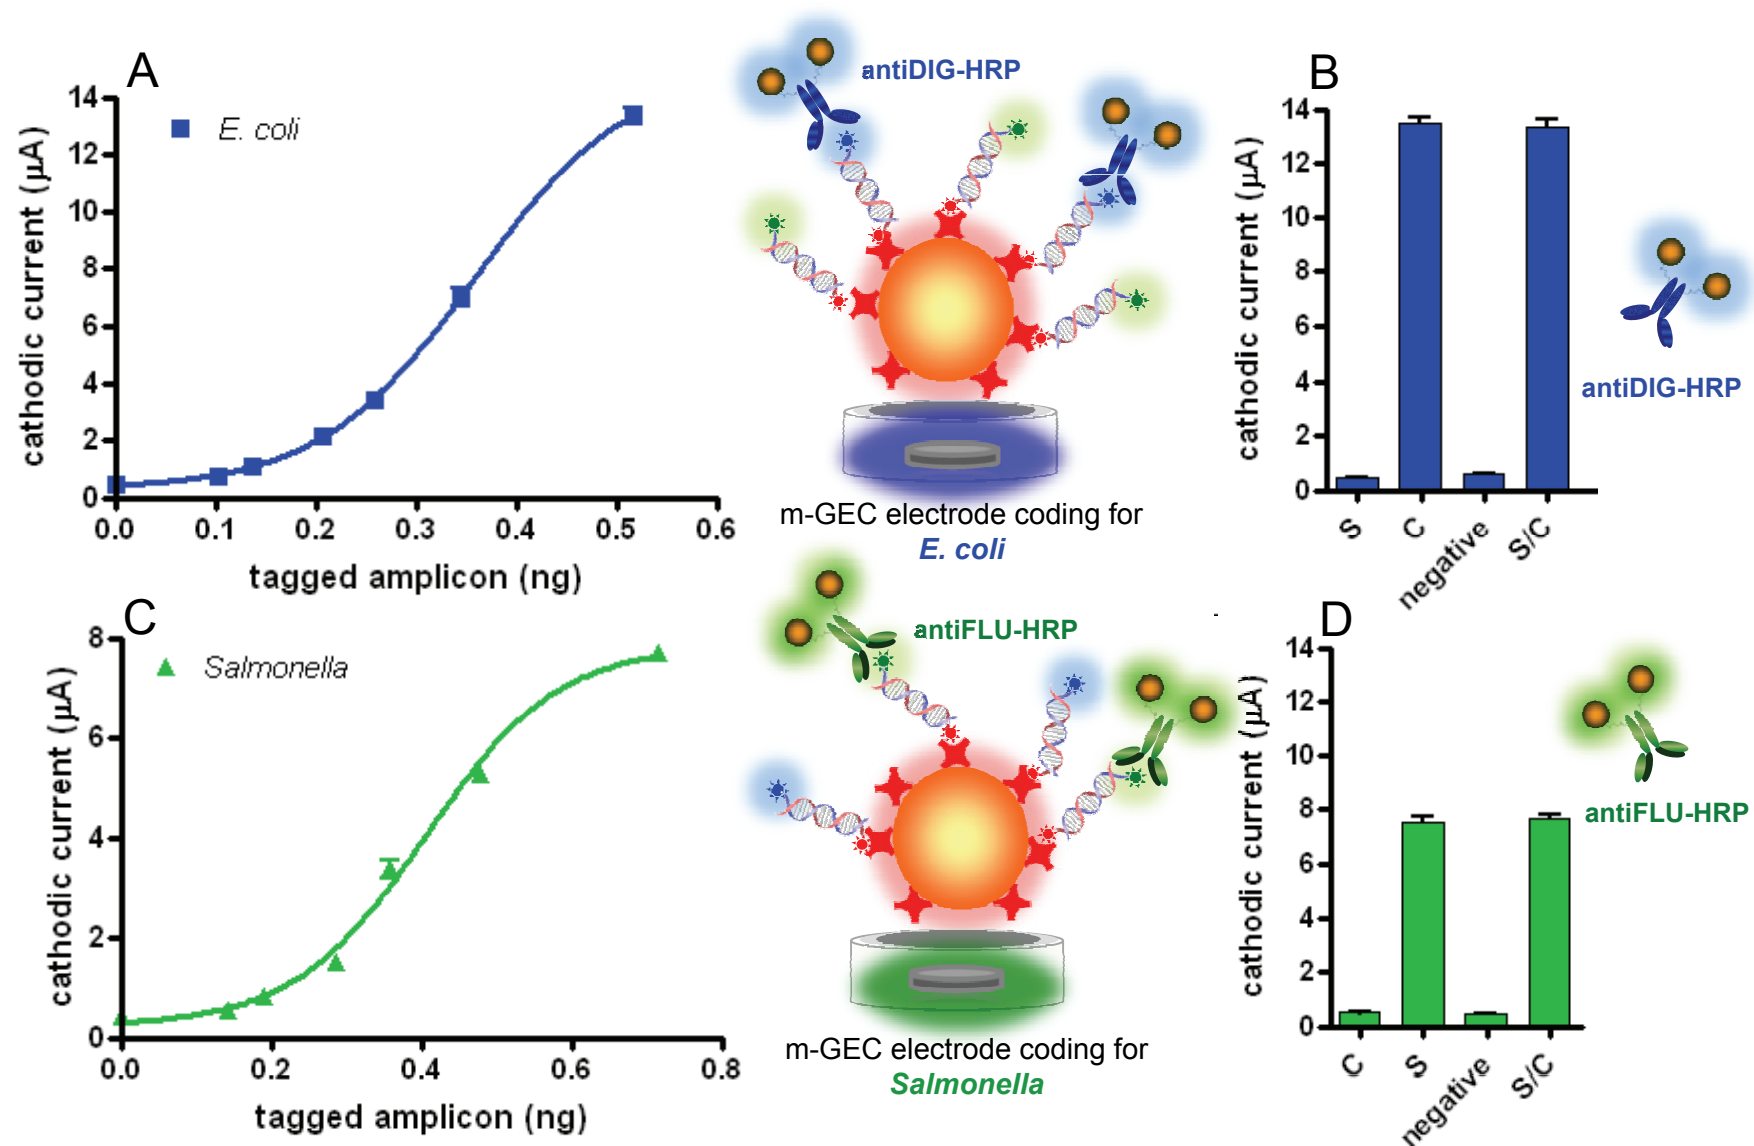 A
14
12
10
8
6
4
2
0
cathodic current (µA)
E. coli
0.0 0.1 0.2 0.3 0.4 0.5 0.6
tagged amplicon (ng)
antiDIG-HRP
m-GEC electrode coding for
E. coli
B
14
12
10
8
6
4
2
0
cathodic current (µA)
S C negative S/C
antiDIG-HRP
C
8
6
4
2
0
cathodic current (µA)
Salmonella
0.0 0.2 0.4 0.6 0.8
tagged amplicon (ng)
antiFLU-HRP
m-GEC electrode coding for
Salmonella
D
14
12
10
8
6
4
2
0
cathodic current (µA)
C S negative S/C
antiFLU-HRP